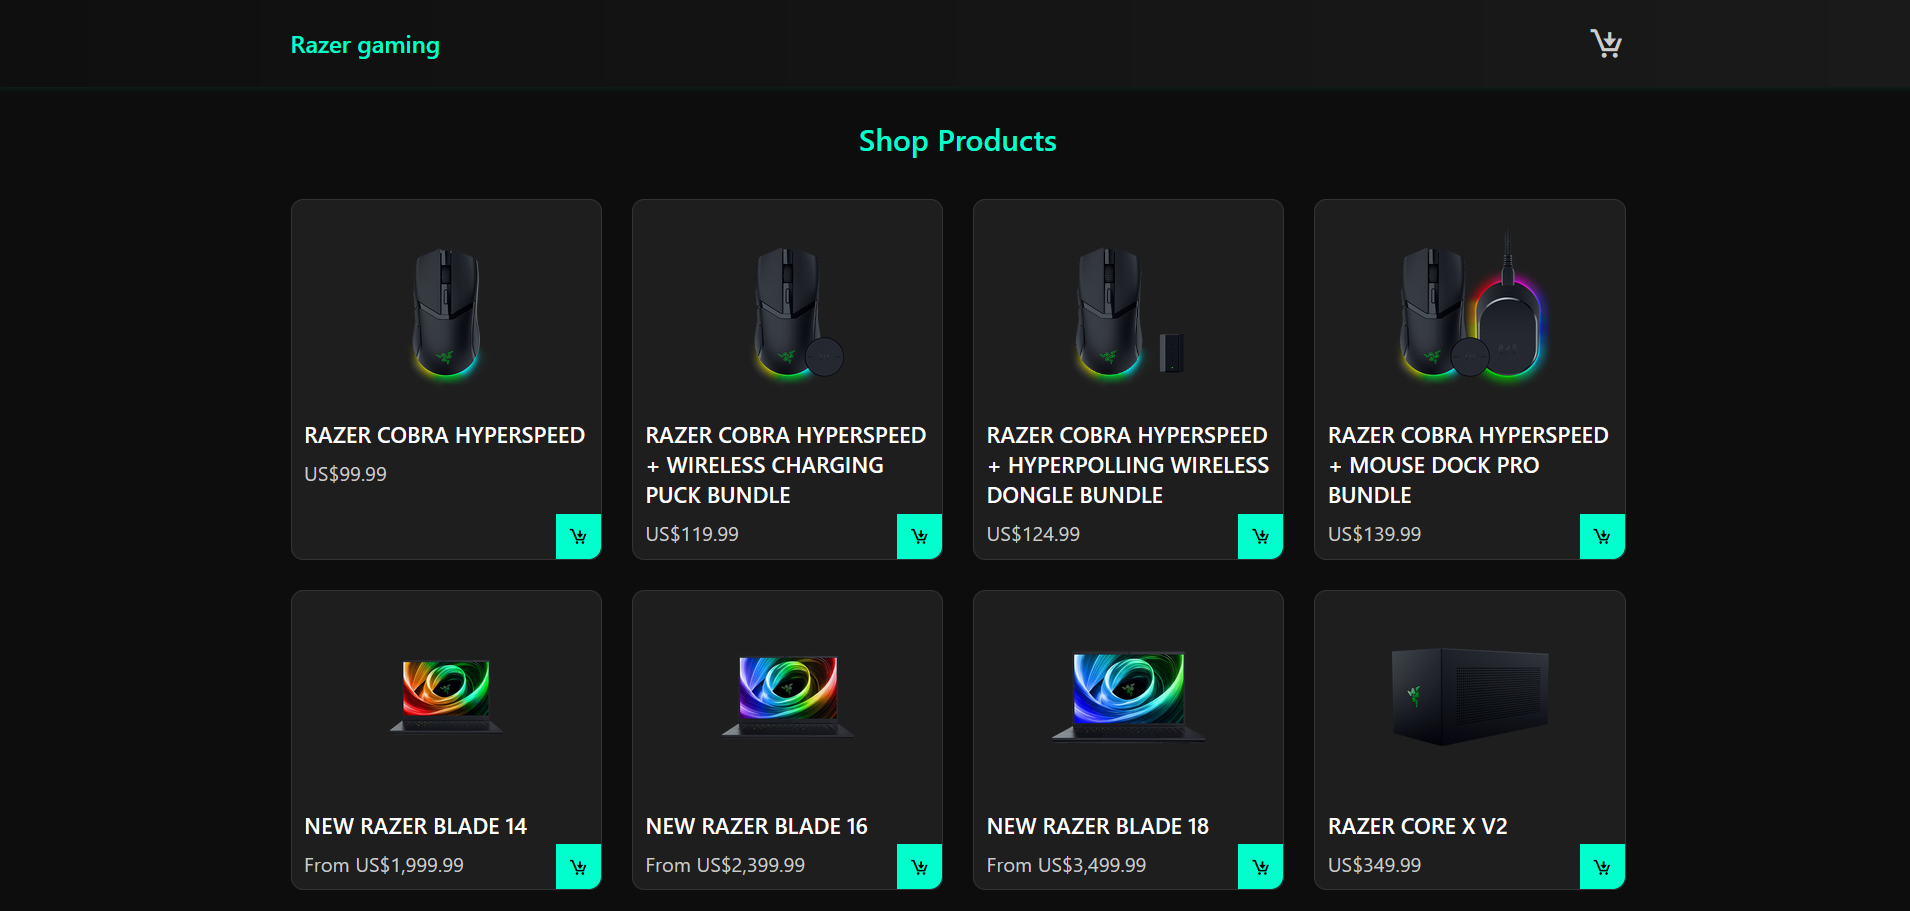 Razer gaming
Shop Products
RAZER COBRA HYPERSPEED
US$99.99
RAZER COBRA HYPERSPEED
+ WIRELESS CHARGING
PUCK BUNDLE
US$119.99
RAZER COBRA HYPERSPEED
+ HYPERPOLLING WIRELESS
DONGLE BUNDLE
US$124.99
RAZER COBRA HYPERSPEED
+ MOUSE DOCK PRO
BUNDLE
US$139.99
NEW RAZER BLADE 14
From US$1,999.99
NEW RAZER BLADE 16
From US$2,399.99
NEW RAZER BLADE 18
From US$3,499.99
RAZER CORE X V2
US$349.99